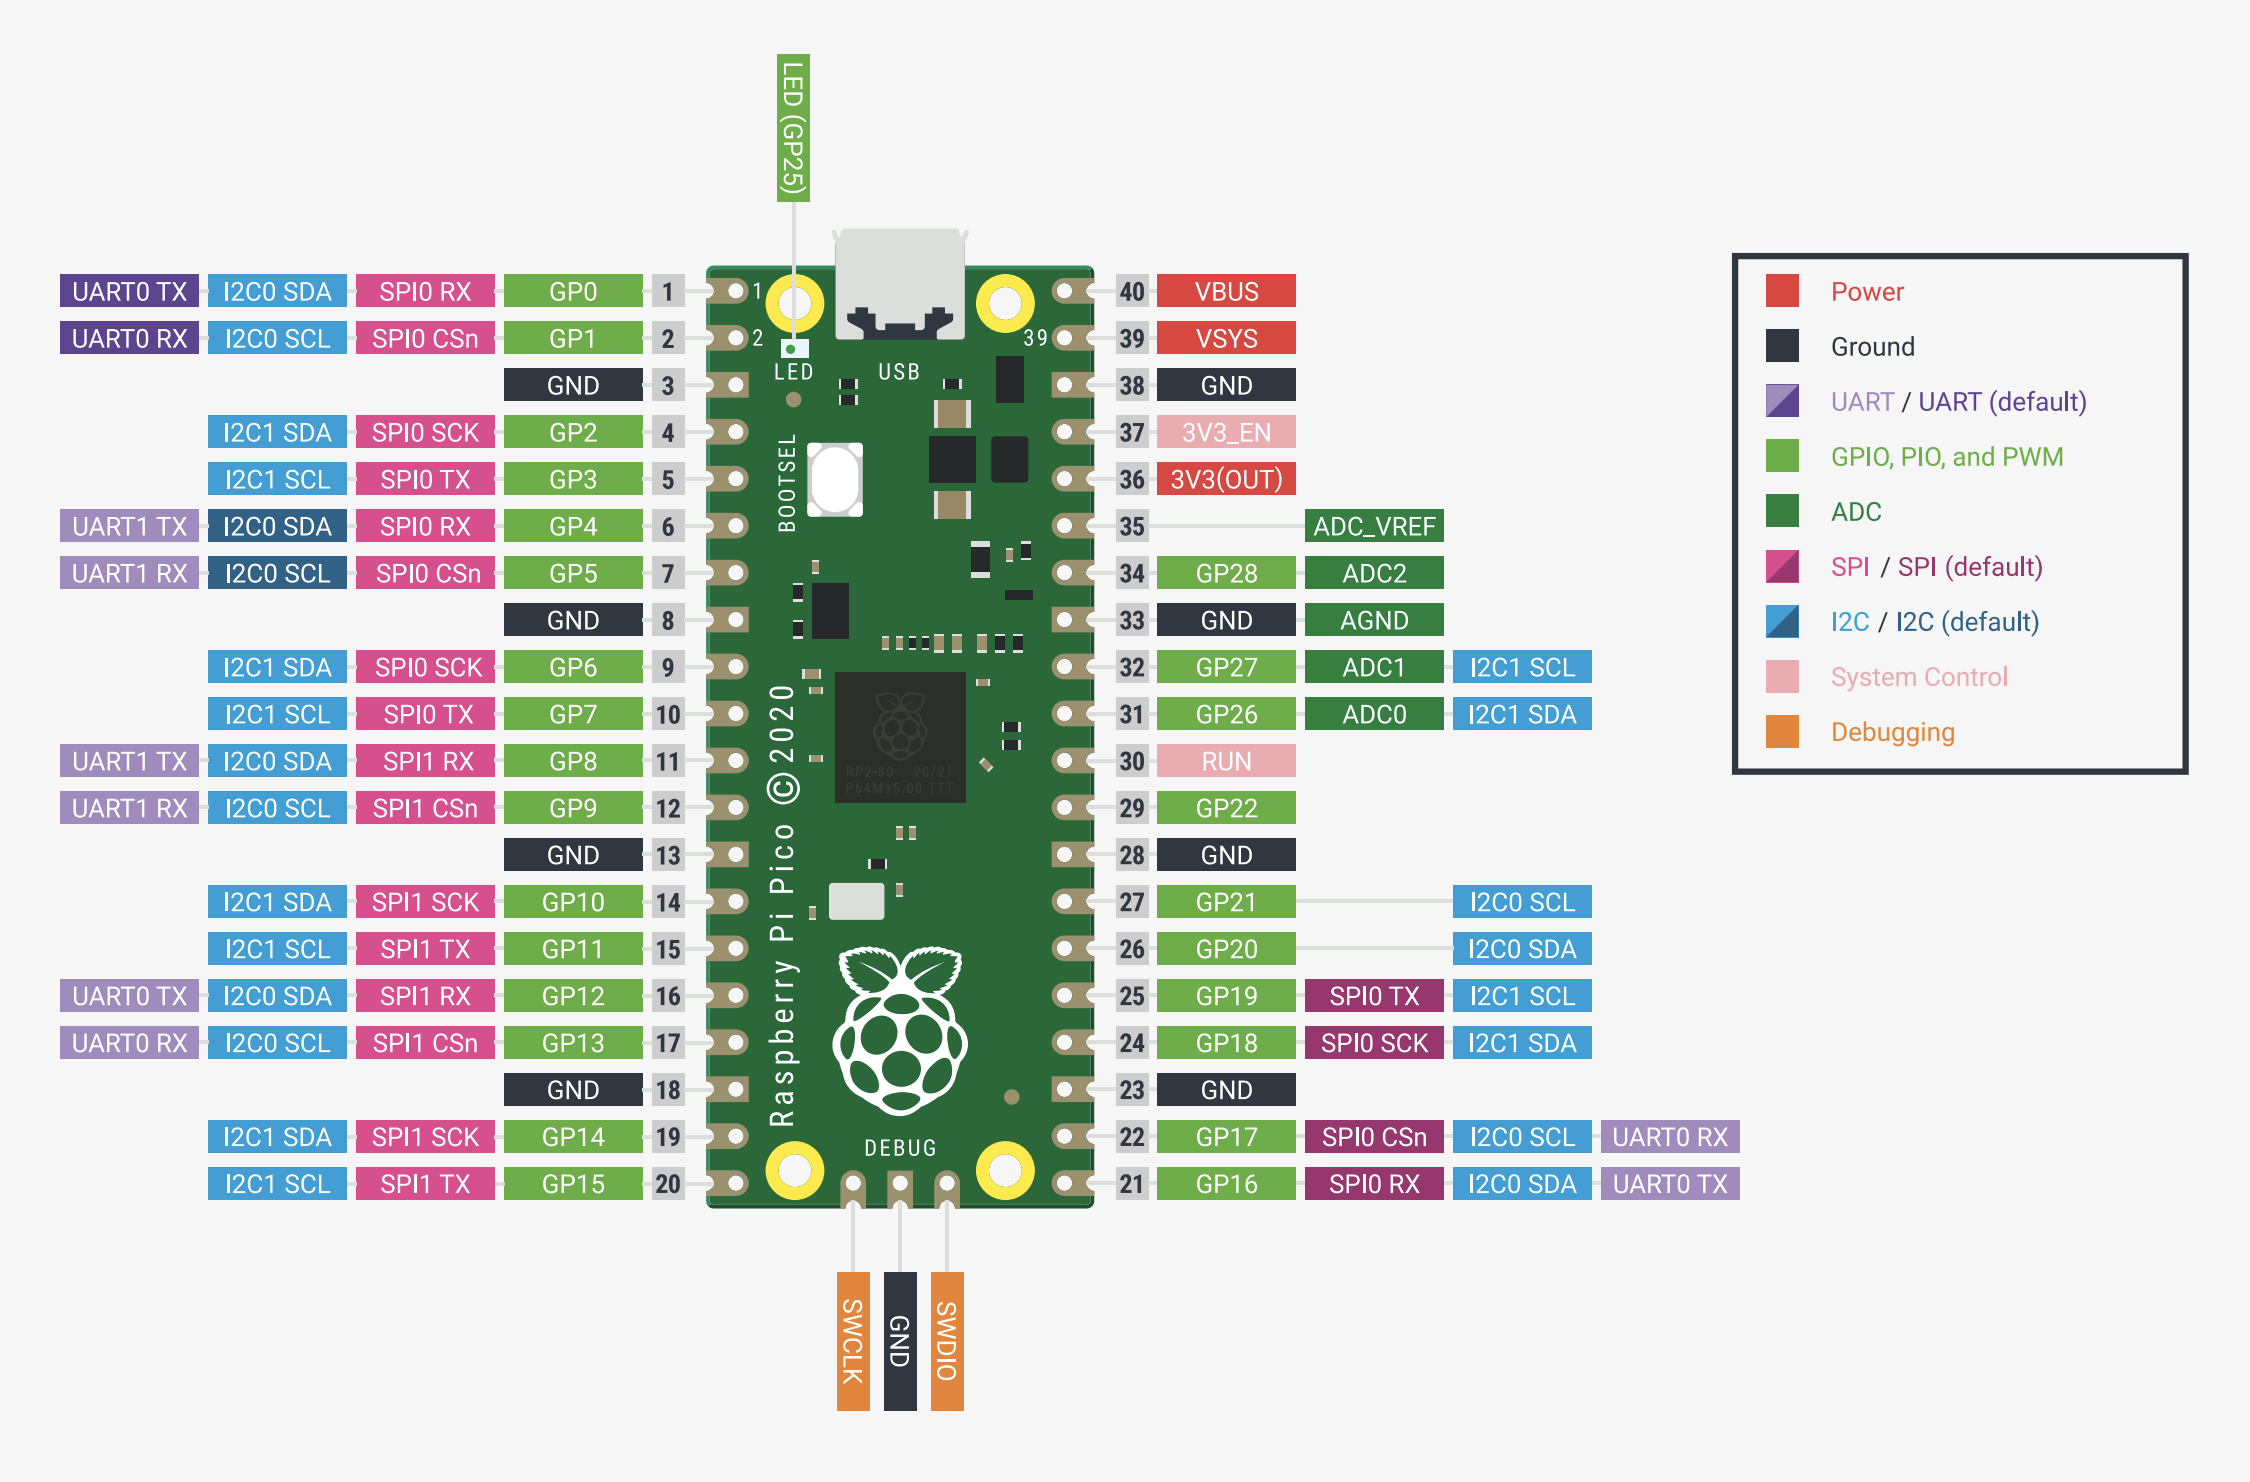 LED (GP25)
UART0 TX I2C0 SDA SPI0 RX GP0 1 1 40 VBUS
UART0 RX I2C0 SCL SPI0 CSn GP1 2 2 39 39 VSYS
LED USB
GND 3 38 GND
I2C1 SDA SPI0 SCK GP2 4 37 3V3_EN
I2C1 SCL SPI0 TX GP3 5 36 3V3(OUT)
BOOTSEL
UART1 TX I2C0 SDA SPI0 RX GP4 6 35 ADC_VREF
UART1 RX I2C0 SCL SPI0 CSn GP5 7 34 GP28 ADC2
GND 8 33 GND AGND
I2C1 SDA SPI0 SCK GP6 9 32 GP27 ADC1 I2C1 SCL
I2C1 SCL SPI0 TX GP7 10 31 GP26 ADC0 I2C1 SDA
UART1 TX I2C0 SDA SPI1 RX GP8 11 30 RUN
RP2-80 20/21
P64M15.00 TTT
UART1 RX I2C0 SCL SPI1 CSn GP9 12 29 GP22
GND 13 28 GND
Raspberry Pi Pico ©2020
I2C1 SDA SPI1 SCK GP10 14 27 GP21 I2C0 SCL
I2C1 SCL SPI1 TX GP11 15 26 GP20 I2C0 SDA
UART0 TX I2C0 SDA SPI1 RX GP12 16 25 GP19 SPI0 TX I2C1 SCL
UART0 RX I2C0 SCL SPI1 CSn GP13 17 24 GP18 SPI0 SCK I2C1 SDA
GND 18 23 GND
I2C1 SDA SPI1 SCK GP14 19 22 GP17 SPI0 CSn I2C0 SCL UART0 RX
DEBUG
I2C1 SCL SPI1 TX GP15 20 21 GP16 SPI0 RX I2C0 SDA UART0 TX
SWCLK
GND
SWDIO
Power
Ground
UART / UART (default)
GPIO, PIO, and PWM
ADC
SPI / SPI (default)
I2C / I2C (default)
System Control
Debugging